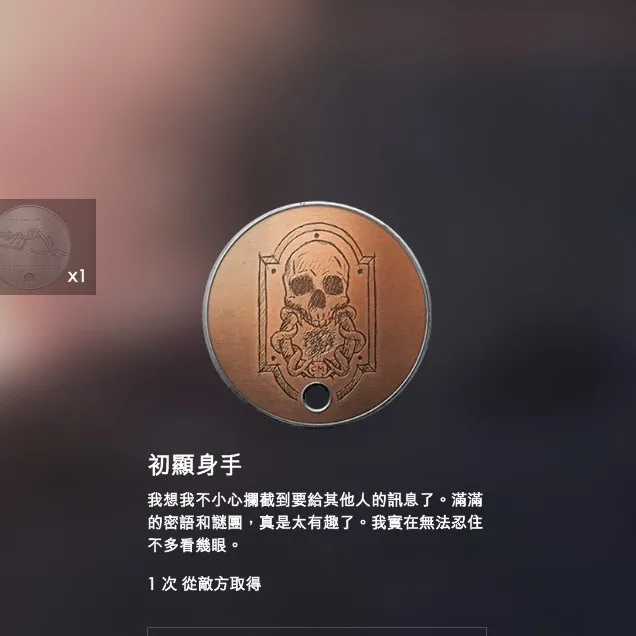 x1
初顯身手
我想我不小心攔截到要給其他人的訊息了。滿滿
的密語和謎團，真是太有趣了。我實在無法忍住
不多看幾眼。
1 次 從敵方取得